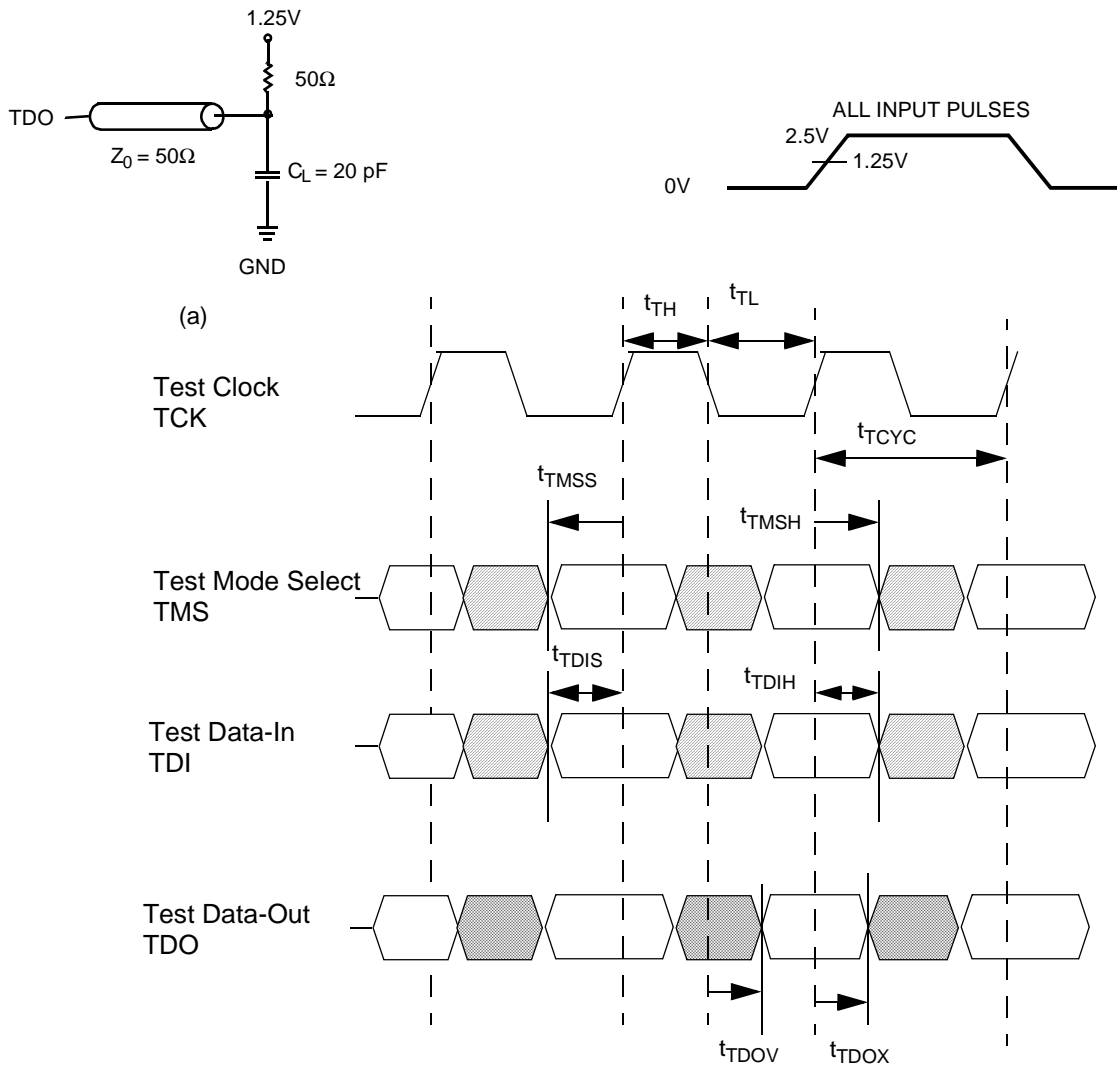 1.25V
50Ω
TDO
Z0 = 50Ω
CL = 20 pF
GND
(a)
ALL INPUT PULSES
2.5V
1.25V
0V
tTH
tTL
Test Clock
TCK
tTCYC
tTMSS
tTMSH
Test Mode Select
TMS
tTDIS
tTDIH
Test Data-In
TDI
Test Data-Out
TDO
tTDOV
tTDOX